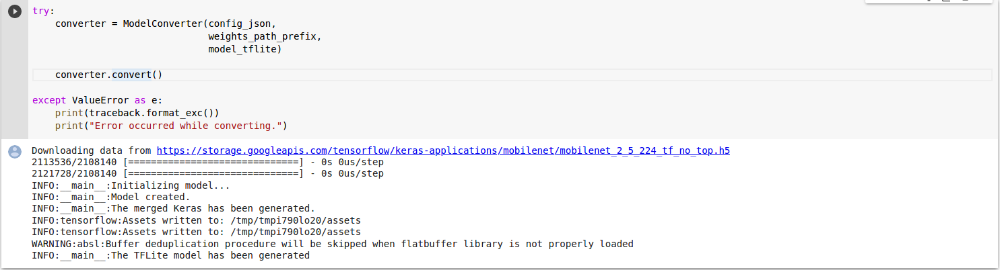 try:
    converter = ModelConverter(config_json,
                               weights_path_prefix,
                               model_tflite)
    converter.convert()
except ValueError as e:
    print(traceback.format_exc())
    print("Error occurred while converting.")
Downloading data from https://storage.googleapis.com/tensorflow/keras-applications/mobilenet/mobilenet_2_5_224_tf_no_top.h5
2113536/2108140 [==============================] - 0s 0us/step
2121728/2108140 [==============================] - 0s 0us/step
INFO:__main__:Initializing model...
INFO:__main__:Model created.
INFO:__main__:The merged Keras has been generated.
INFO:tensorflow:Assets written to: /tmp/tmpi790lo20/assets
INFO:tensorflow:Assets written to: /tmp/tmpi790lo20/assets
WARNING:absl:Buffer deduplication procedure will be skipped when flatbuffer library is not properly loaded
INFO:__main__:The TFLite model has been generated